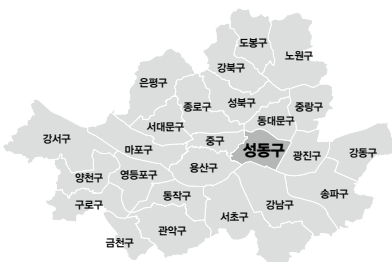 도봉구
노원구
강북구
은평구
성북구
종로구
중랑구
동대문구
서대문구
강서구
중구
마포구
성동구
광진구
강동구
용산구
양천구
영등포구
송파구
동작구
강남구
구로구
서초구
관악구
금천구